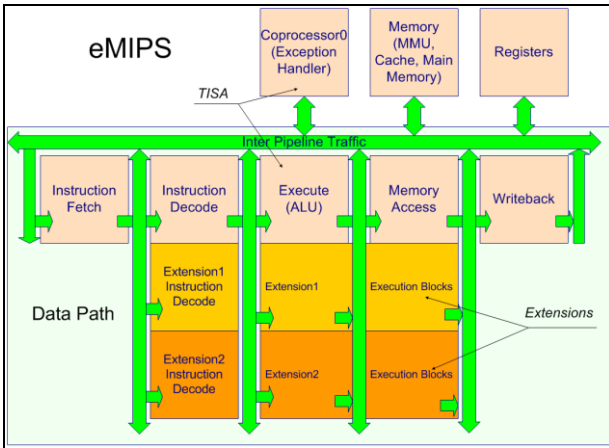 eMIPS
Coprocessor0
(Exception
Handler)
Memory
(MMU,
Cache, Main
Memory)
Registers
TISA
Inter Pipeline Traffic
Instruction
Fetch
Instruction
Decode
Execute
(ALU)
Memory
Access
Writeback
Data Path
Extension1
Instruction
Decode
Extension1
Execution Blocks
Extensions
Extension2
Instruction
Decode
Extension2
Execution Blocks